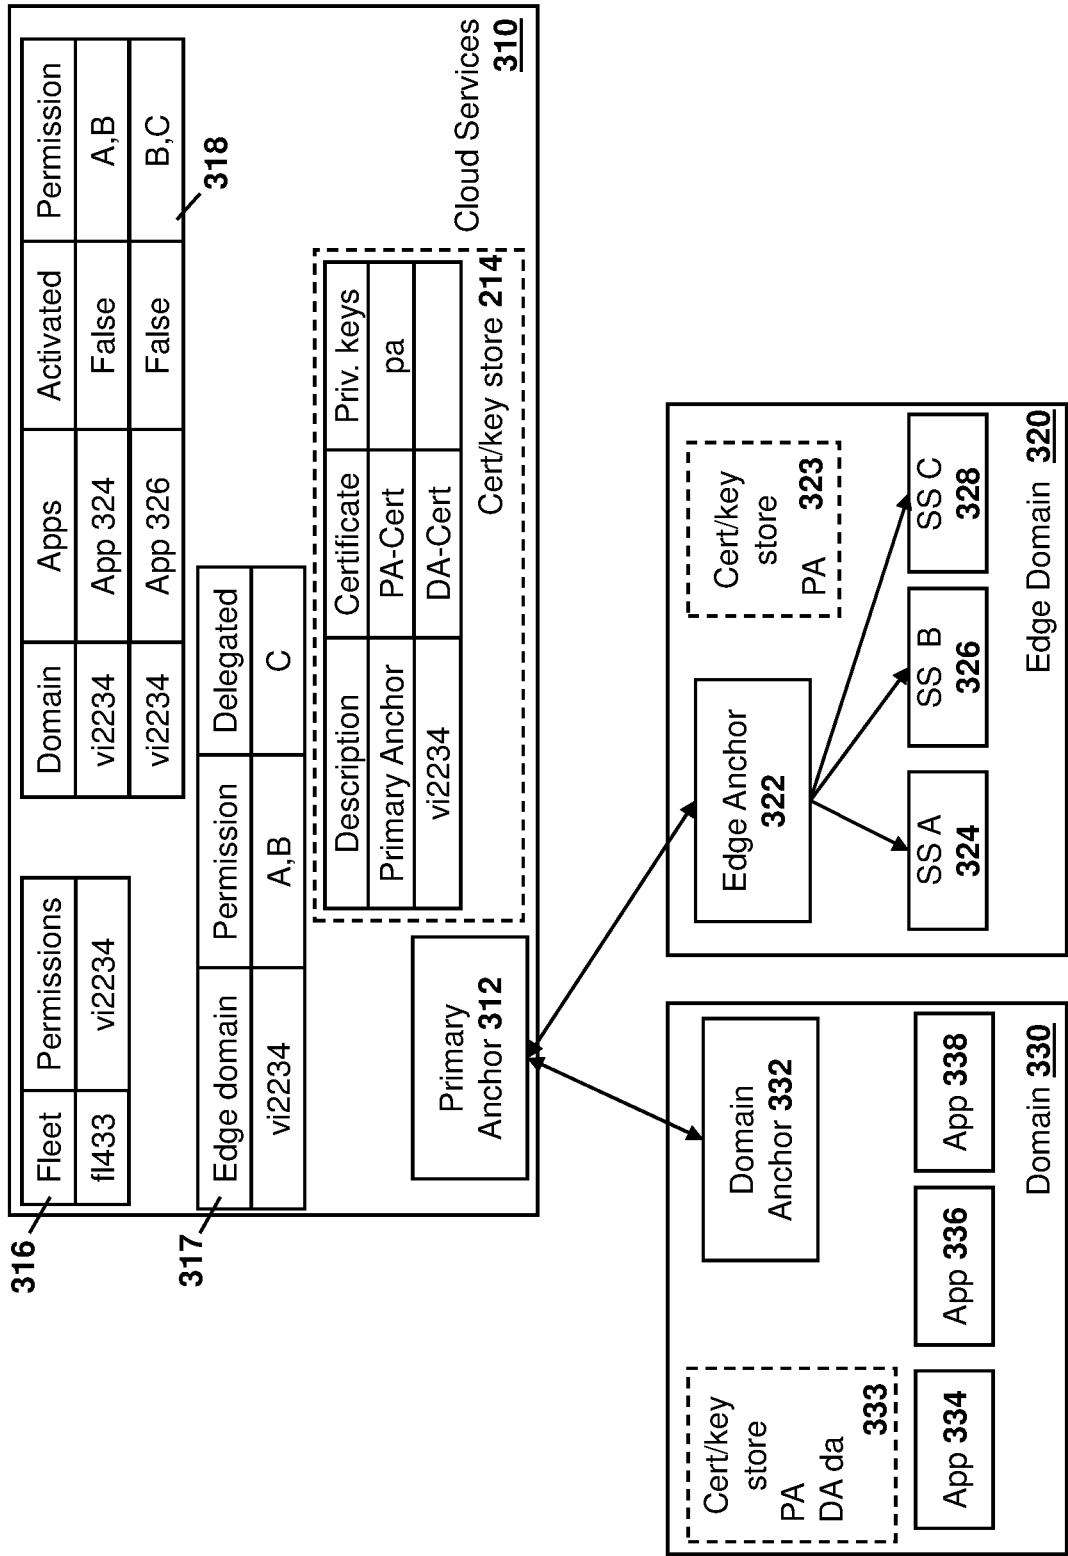 316
Fleet Permissions
fl433 vi2234
Domain Apps Activated Permission
vi2234 App 324 False A,B
vi2234 App 326 False B,C
318
317
Edge domain Permission Delegated
vi2234 A,B C
Description Certificate Priv. keys
Primary Anchor PA-Cert pa
vi2234 DA-Cert
Cert/key store 214
Primary
Anchor 312
Cloud Services
310
Cert/key
store
PA
DA da
333
Domain
Anchor 332
App 334
App 336
App 338
Domain 330
Edge Anchor
322
Cert/key
store
323
PA
SS A
324
SS B
326
SS C
328
Edge Domain 320